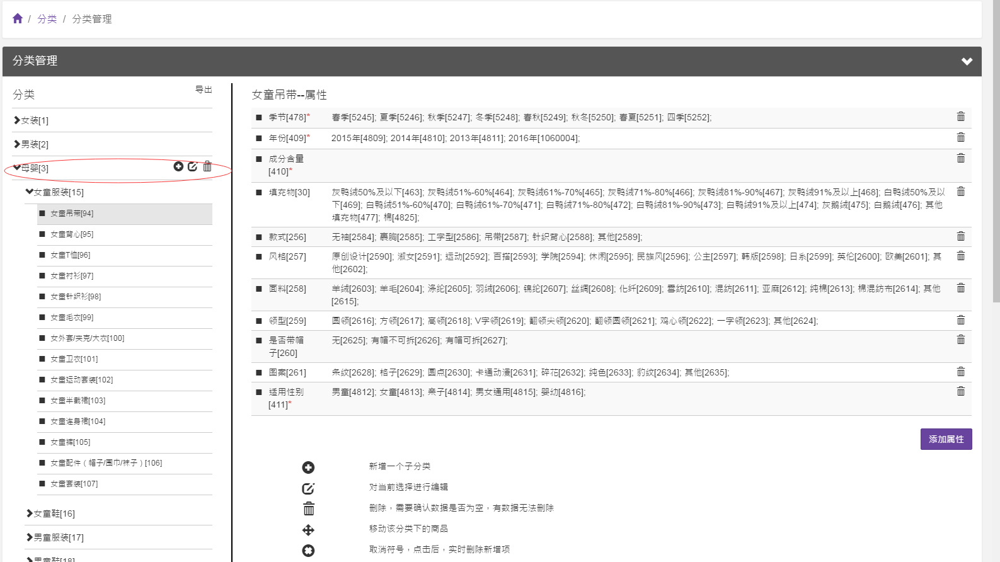 / 分类 / 分类管理
分类管理
分类
导出
女装[1]
男装[2]
母婴[3]
女童服装[15]
女童吊带[94]
女童背心[95]
女童T恤[96]
女童衬衫[97]
女童针织衫[98]
女童毛衣[99]
女外套/夹克/大衣[100]
女童卫衣[101]
女童运动套装[102]
女童半截裙[103]
女童连身裙[104]
女童裤[105]
女童配件（帽子/围巾/袜子）[106]
女童套装[107]
女童鞋[16]
男童服装[17]
男童鞋[18]
女童吊带--属性
季节[478]* 春季[5245]; 夏季[5246]; 秋季[5247]; 冬季[5248]; 春秋[5249]; 秋冬[5250]; 春夏[5251]; 四季[5252];
年份[409]* 2015年[4809]; 2014年[4810]; 2013年[4811]; 2016年[1060004];
成分含量
[410]*
填充物[30] 灰鸭绒50%及以下[463]; 灰鸭绒51%-60%[464]; 灰鸭绒61%-70%[465]; 灰鸭绒71%-80%[466]; 灰鸭绒81%-90%[467]; 灰鸭绒91%及以上[468]; 白鸭绒50%及以
下[469]; 白鸭绒51%-60%[470]; 白鸭绒61%-70%[471]; 白鸭绒71%-80%[472]; 白鸭绒81%-90%[473]; 白鸭绒91%及以上[474]; 灰鹅绒[475]; 白鹅绒[476]; 其他
填充物[477]; 棉[4825];
款式[256] 无袖[2584]; 裹胸[2585]; 工字型[2586]; 吊带[2587]; 针织背心[2588]; 其他[2589];
风格[257] 原创设计[2590]; 淑女[2591]; 运动[2592]; 百搭[2593]; 学院[2594]; 休闲[2595]; 民族风[2596]; 公主[2597]; 韩版[2598]; 日系[2599]; 英伦[2600]; 欧美[2601]; 其
他[2602];
面料[258] 羊绒[2603]; 羊毛[2604]; 涤纶[2605]; 羽绒[2606]; 锦纶[2607]; 丝绸[2608]; 化纤[2609]; 雪纺[2610]; 混纺[2611]; 亚麻[2612]; 纯棉[2613]; 棉混纺布[2614]; 其他
[2615];
领型[259] 圆领[2616]; 方领[2617]; 高领[2618]; V字领[2619]; 翻领尖领[2620]; 翻领圆领[2621]; 鸡心领[2622]; 一字领[2623]; 其他[2624];
是否带帽 无[2625]; 有帽不可拆[2626]; 有帽可拆[2627];
子[260]
图案[261] 条纹[2628]; 格子[2629]; 圆点[2630]; 卡通动漫[2631]; 碎花[2632]; 纯色[2633]; 豹纹[2634]; 其他[2635];
适用性别 男童[4812]; 女童[4813]; 亲子[4814]; 男女通用[4815]; 婴幼[4816];
[411]*
添加属性
新增一个子分类
对当前选择进行编辑
删除，需要确认数据是否为空，有数据无法删除
移动该分类下的商品
取消符号，点击后，实时删除新增项